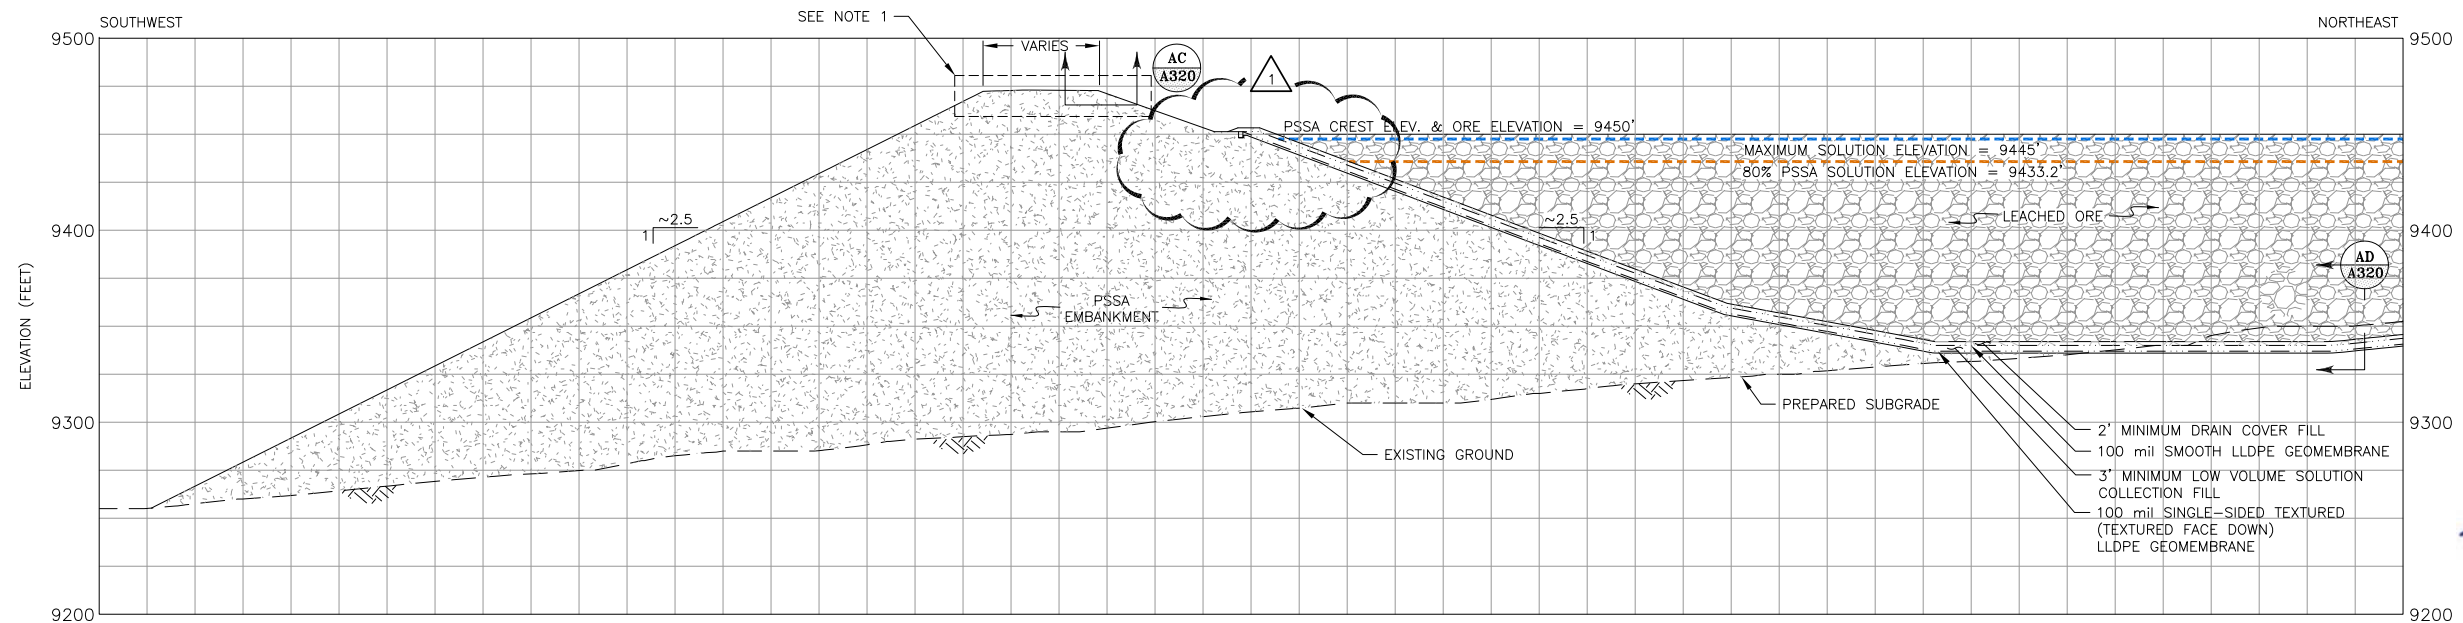 SOUTHWEST
SEE NOTE 1
NORTHEAST
9500
9500
VARIES
AC
A320
1
PSSA CREST ELEV. & ORE ELEVATION = 9450'
MAXIMUM SOLUTION ELEVATION = 9445'
80% PSSA SOLUTION ELEVATION = 9433.2'
~2.5
1
~2.5
1
LEACHED ORE
9400
9400
ELEVATION (FEET)
AD
A320
PSSA
EMBANKMENT
PREPARED SUBGRADE
EXISTING GROUND
9300
9300
2' MINIMUM DRAIN COVER FILL
100 mil SMOOTH LLDPE GEOMEMBRANE
3' MINIMUM LOW VOLUME SOLUTION
COLLECTION FILL
100 mil SINGLE-SIDED TEXTURED
(TEXTURED FACE DOWN)
LLDPE GEOMEMBRANE
9200
9200